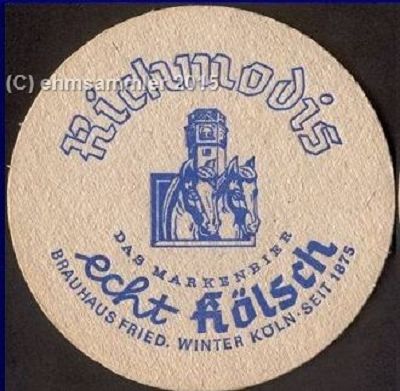 Richmodis
(C) ehmsammler 2015
DAS MARKENBIER
echt Kölsch
BRAUHAUS FRIED. WINTER KÖLN · SEIT 1875